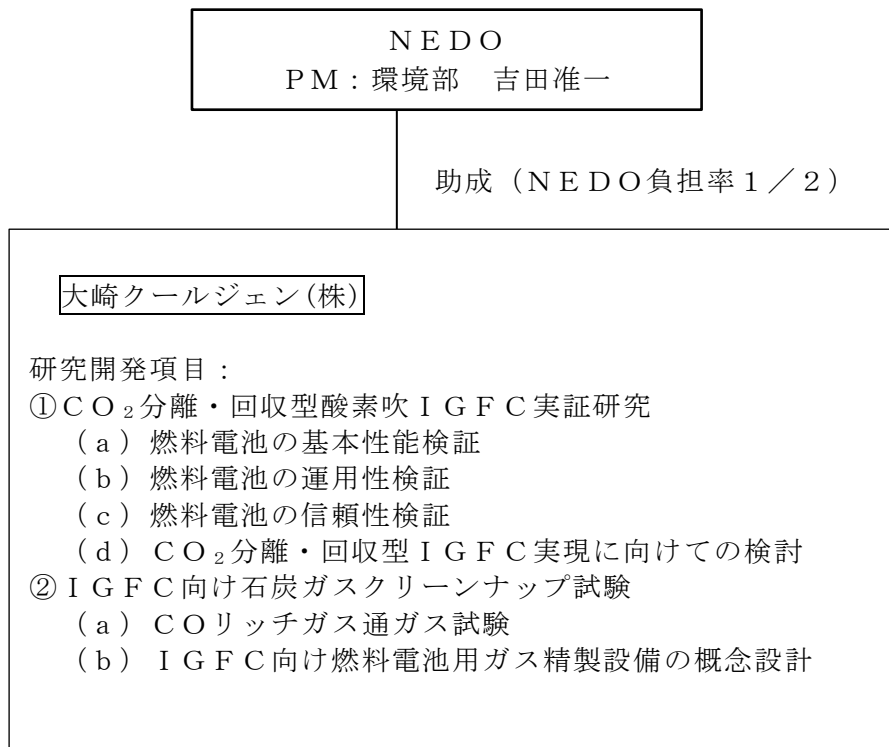 ＮＥＤＯ
ＰＭ：環境部　吉田准一
助成（ＮＥＤＯ負担率１／２）
大崎クールジェン(株)
研究開発項目：
①ＣＯ₂分離・回収型酸素吹ＩＧＦＣ実証研究
（ａ）燃料電池の基本性能検証
（ｂ）燃料電池の運用性検証
（ｃ）燃料電池の信頼性検証
（ｄ）ＣＯ₂分離・回収型ＩＧＦＣ実現に向けての検討
②ＩＧＦＣ向け石炭ガスクリーンナップ試験
（ａ）ＣＯリッチガス通ガス試験
（ｂ）ＩＧＦＣ向け燃料電池用ガス精製設備の概念設計